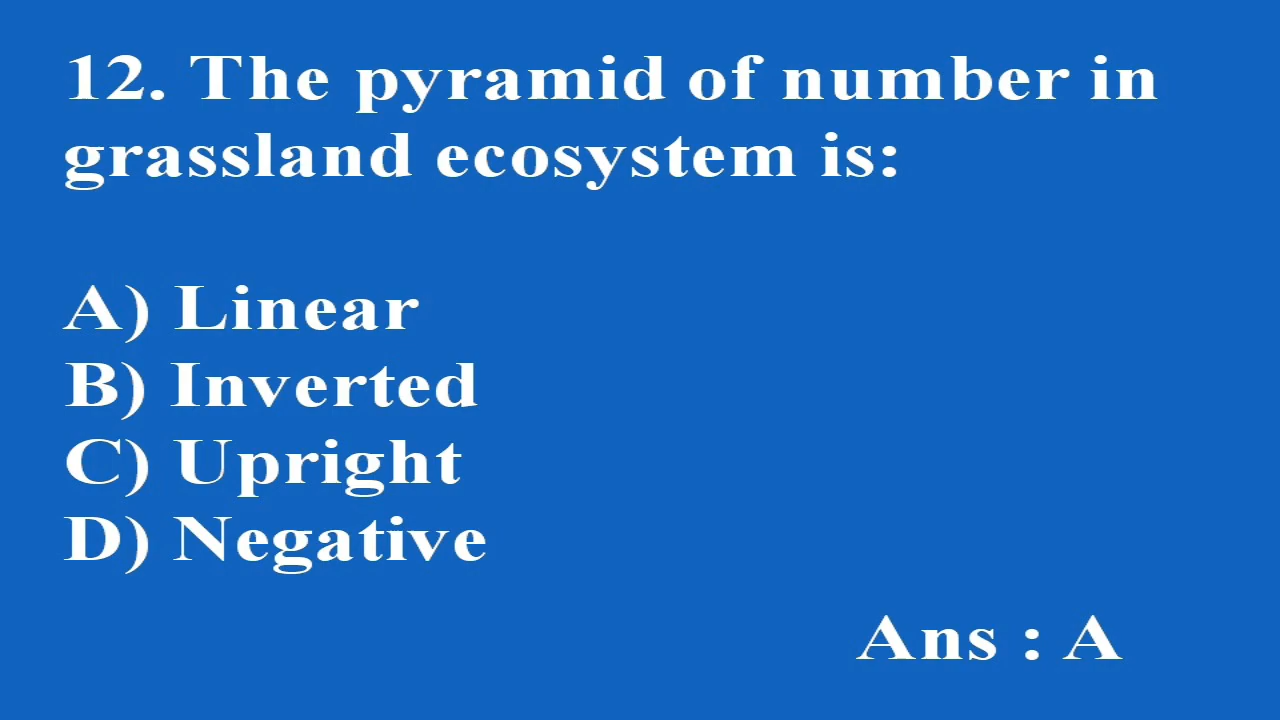 12. The pyramid of number in
grassland ecosystem is:
A) Linear
B) Inverted
C) Upright
D) Negative
Ans : A